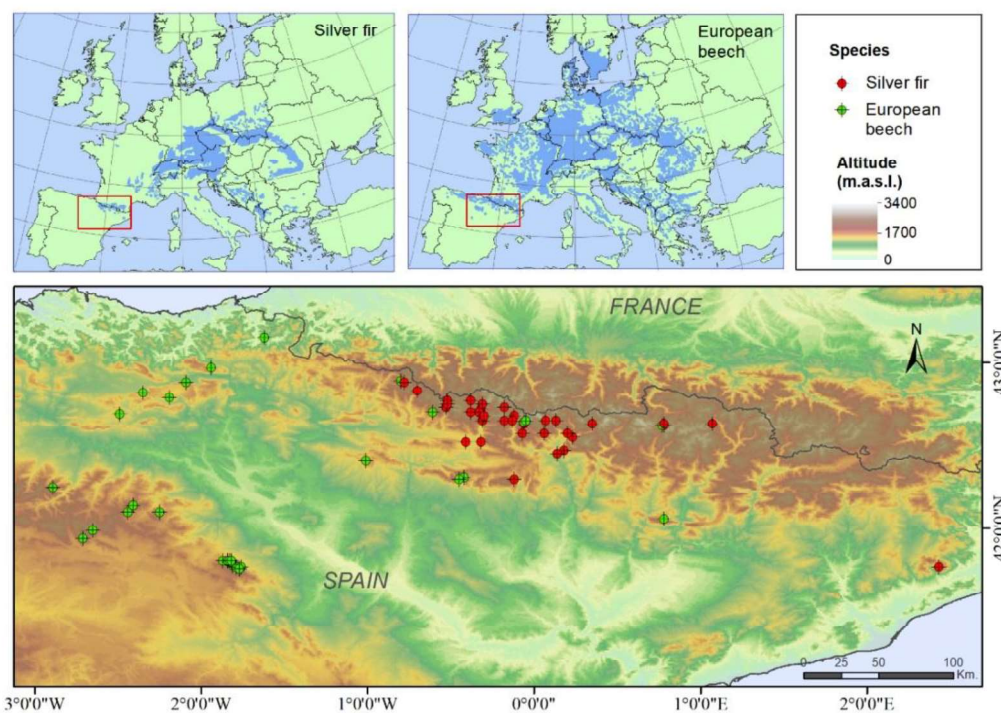 Silver fir
European
beech
Species
Silver fir
European
beech
Altitude
(m.a.s.l.)
3400
1700
0
FRANCE
N
43°0'0"N
SPAIN
42°0'0"N
0 25 50 100
Km.
3°0'0"W 2°0'0"W 1°0'0"W 0°0'0" 1°0'0"E 2°0'0"E